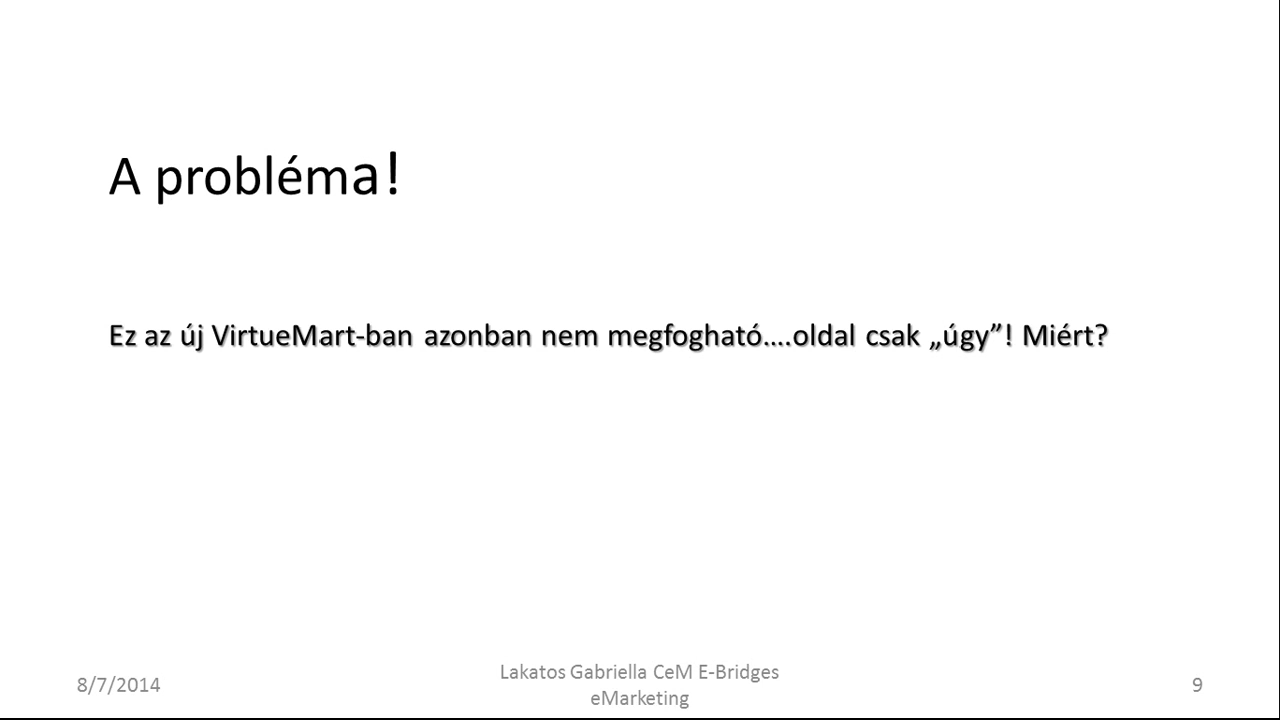 A probléma!
Ez az új VirtueMart-ban azonban nem megfogható....oldal csak „úgy”! Miért?
8/7/2014
Lakatos Gabriella CeM E-Bridges
eMarketing
9